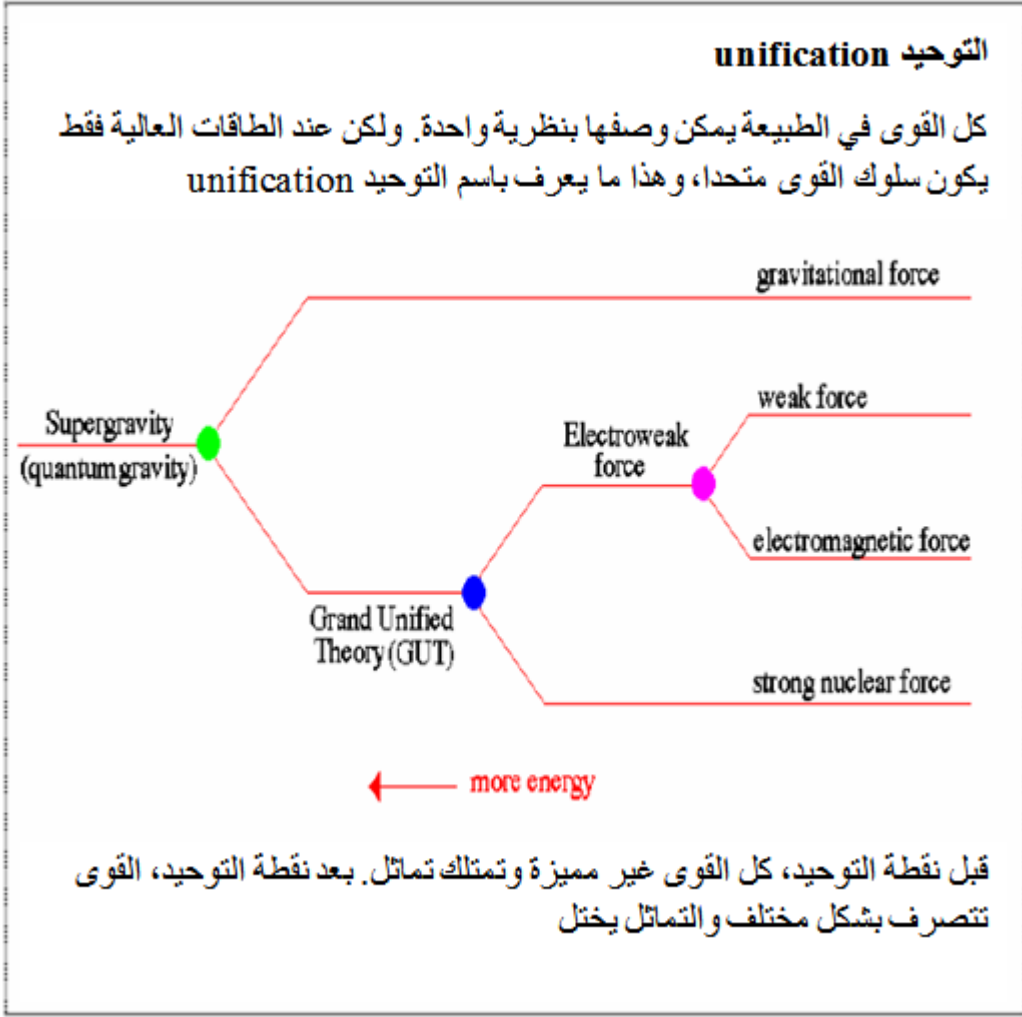 التوحيد unification
كل القوى في الطبيعة يمكن وصفها بنظرية واحدة. ولكن عند الطاقات العالية فقط
يكون سلوك القوى متحدا، وهذا ما يعرف باسم التوحيد unification
gravitational force
weak force
Supergravity
(quantum gravity)
Electroweak
force
electromagnetic force
Grand Unified
Theory (GUT)
strong nuclear force
more energy
قبل نقطة التوحيد، كل القوى غير مميزة وتمتلك تماثل. بعد نقطة التوحيد، القوى
تتصرف بشكل مختلف والتماثل يختل